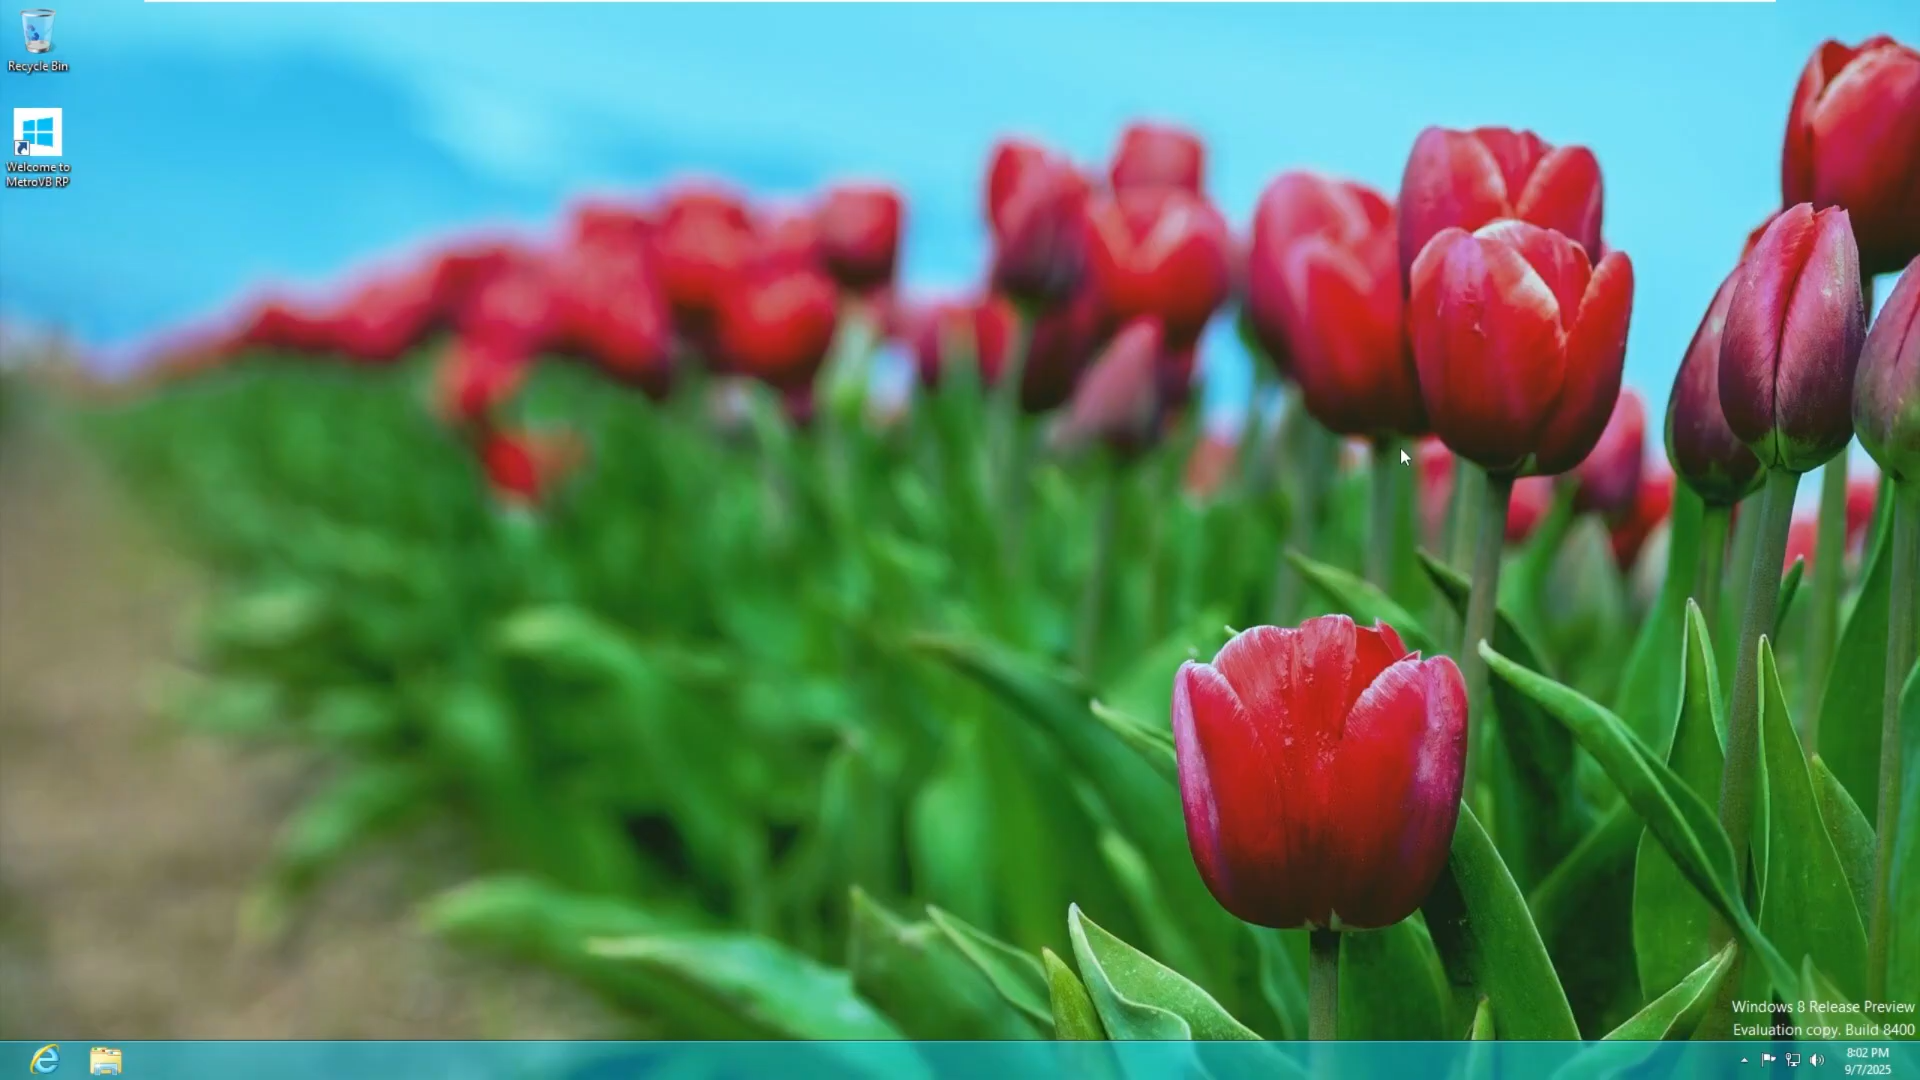 Recycle Bin
Welcome to
MetroVB RP
Windows 8 Release Preview
Evaluation copy. Build 8400
8:02 PM
9/7/2025